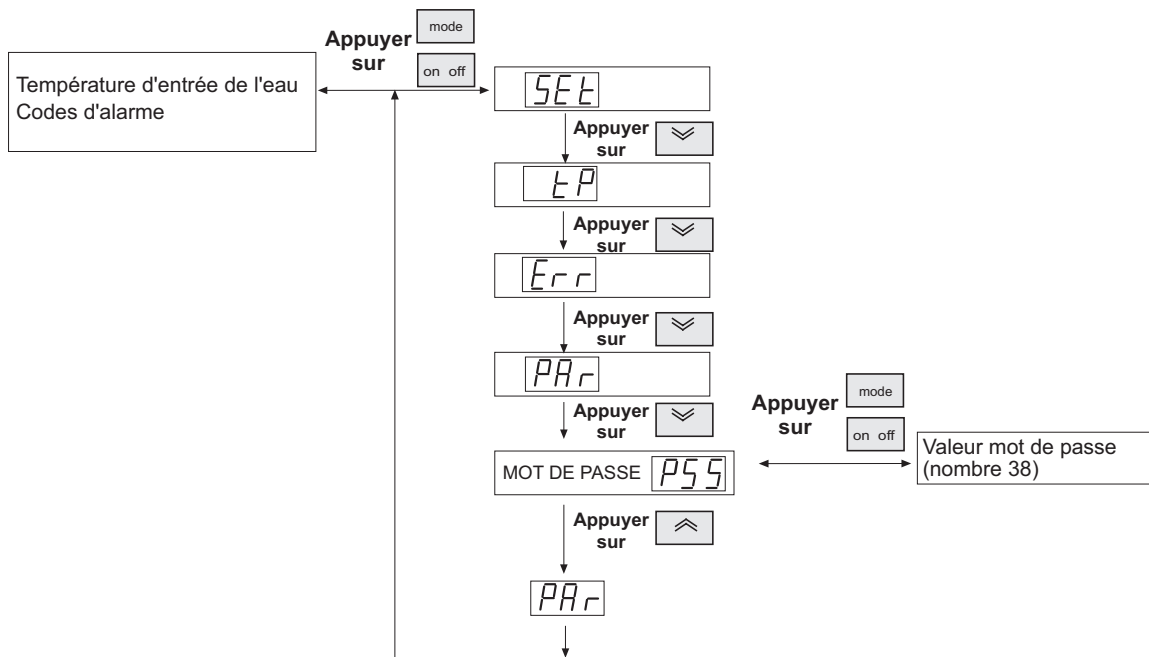 mode
Appuyer
sur
on off
Température d'entrée de l'eau
Codes d'alarme
SEt
Appuyer
sur
tP
Appuyer
sur
Err
Appuyer
sur
PAr
Appuyer
sur
mode
Appuyer
sur
on off
MOT DE PASSE PSS
Valeur mot de passe
(nombre 38)
Appuyer
sur
PAr